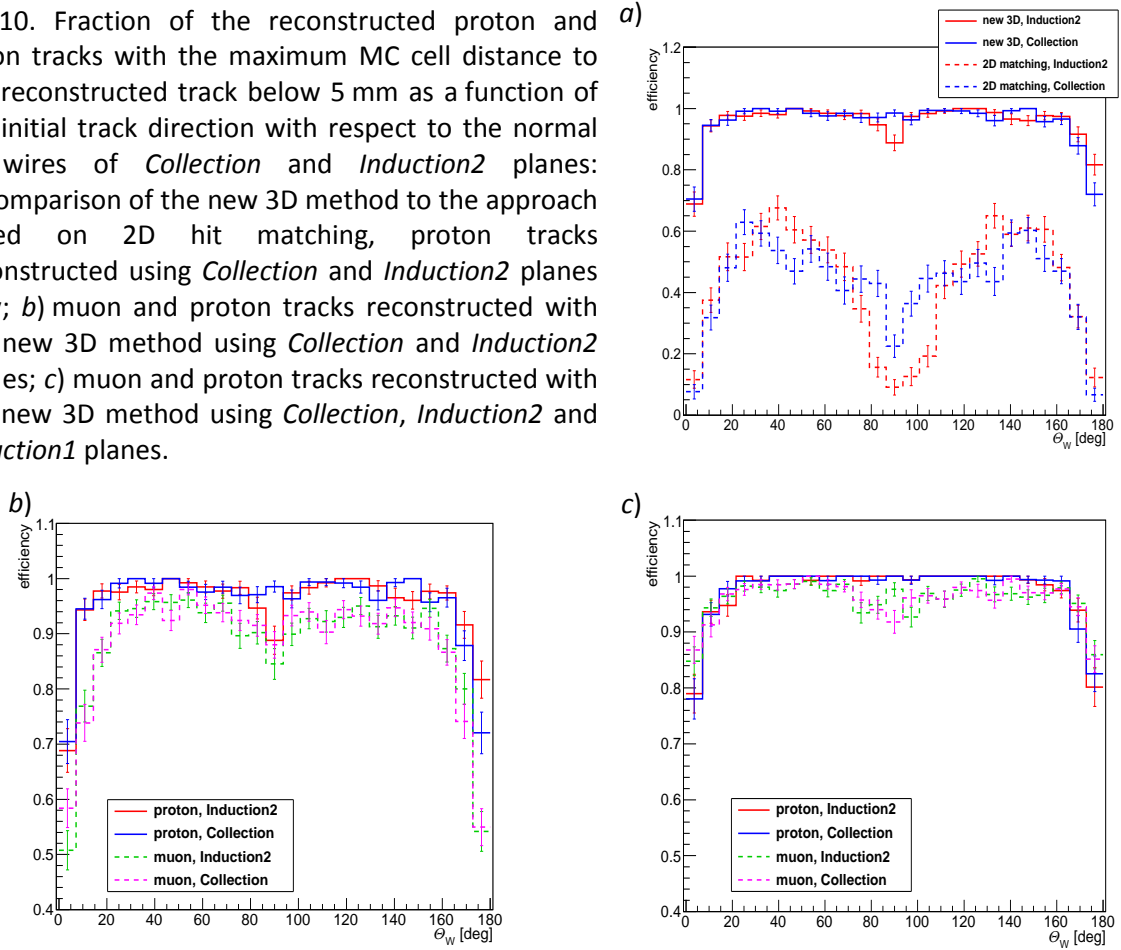 10. Fraction of the reconstructed proton and
on tracks with the maximum MC cell distance to
reconstructed track below 5 mm as a function of
initial track direction with respect to the normal
wires of Collection and Induction2 planes:
omparison of the new 3D method to the approach
ed on 2D hit matching, proton tracks
onstructed using Collection and Induction2 planes
; b) muon and proton tracks reconstructed with
new 3D method using Collection and Induction2
es; c) muon and proton tracks reconstructed with
new 3D method using Collection, Induction2 and
uction1 planes.
a)
new 3D, Induction2
new 3D, Collection
2D matching, Induction2
2D matching, Collection
efficiency
1.2
1
0.8
0.6
0.4
0.2
0
0 20 40 60 80 100 120 140 160 180
Θ_W [deg]
b)
efficiency
1.1
1
0.9
0.8
0.7
0.6
0.5
0.4
proton, Induction2
proton, Collection
muon, Induction2
muon, Collection
0 20 40 60 80 100 120 140 160 180
Θ_W [deg]
c)
efficiency
1.1
1
0.9
0.8
0.7
0.6
0.5
0.4
proton, Induction2
proton, Collection
muon, Induction2
muon, Collection
0 20 40 60 80 100 120 140 160 180
Θ_W [deg]